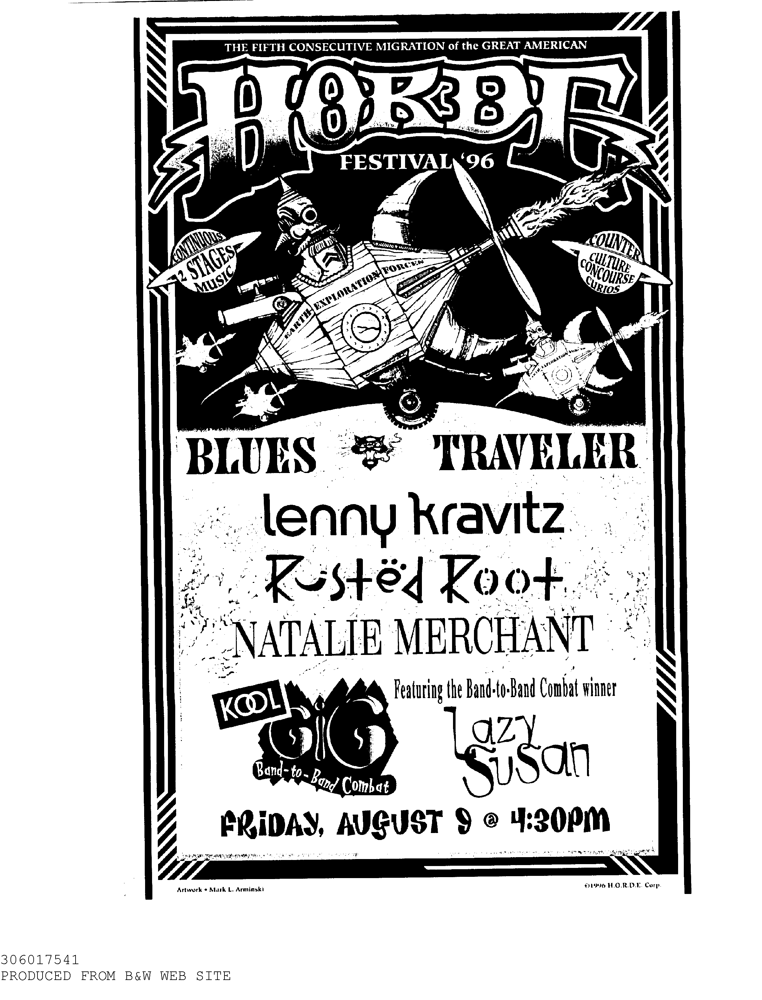 THE FIFTH CONSECUTIVE MIGRATION of the GREAT AMERICAN
HORDE
FESTIVAL '96
CONTINUOUS
2 STAGES
MUSIC
COUNTER
CULTURE
CONCOURSE
CURIOS
EARTH EXPLORATION FORCES
BLUES TRAVELER
lenny kravitz
Rustëd Root
NATALIE MERCHANT
Featuring the Band-to-Band Combat winner
KOOL
GiG
Band-to-Band Combat
Lazy
SuSan
FRiDAY, AUGUST 9 @ 4:30PM
Artwork • Mark L. Arminski
©1996 H.O.R.D.E. Corp.
306017541
PRODUCED FROM B&W WEB SITE